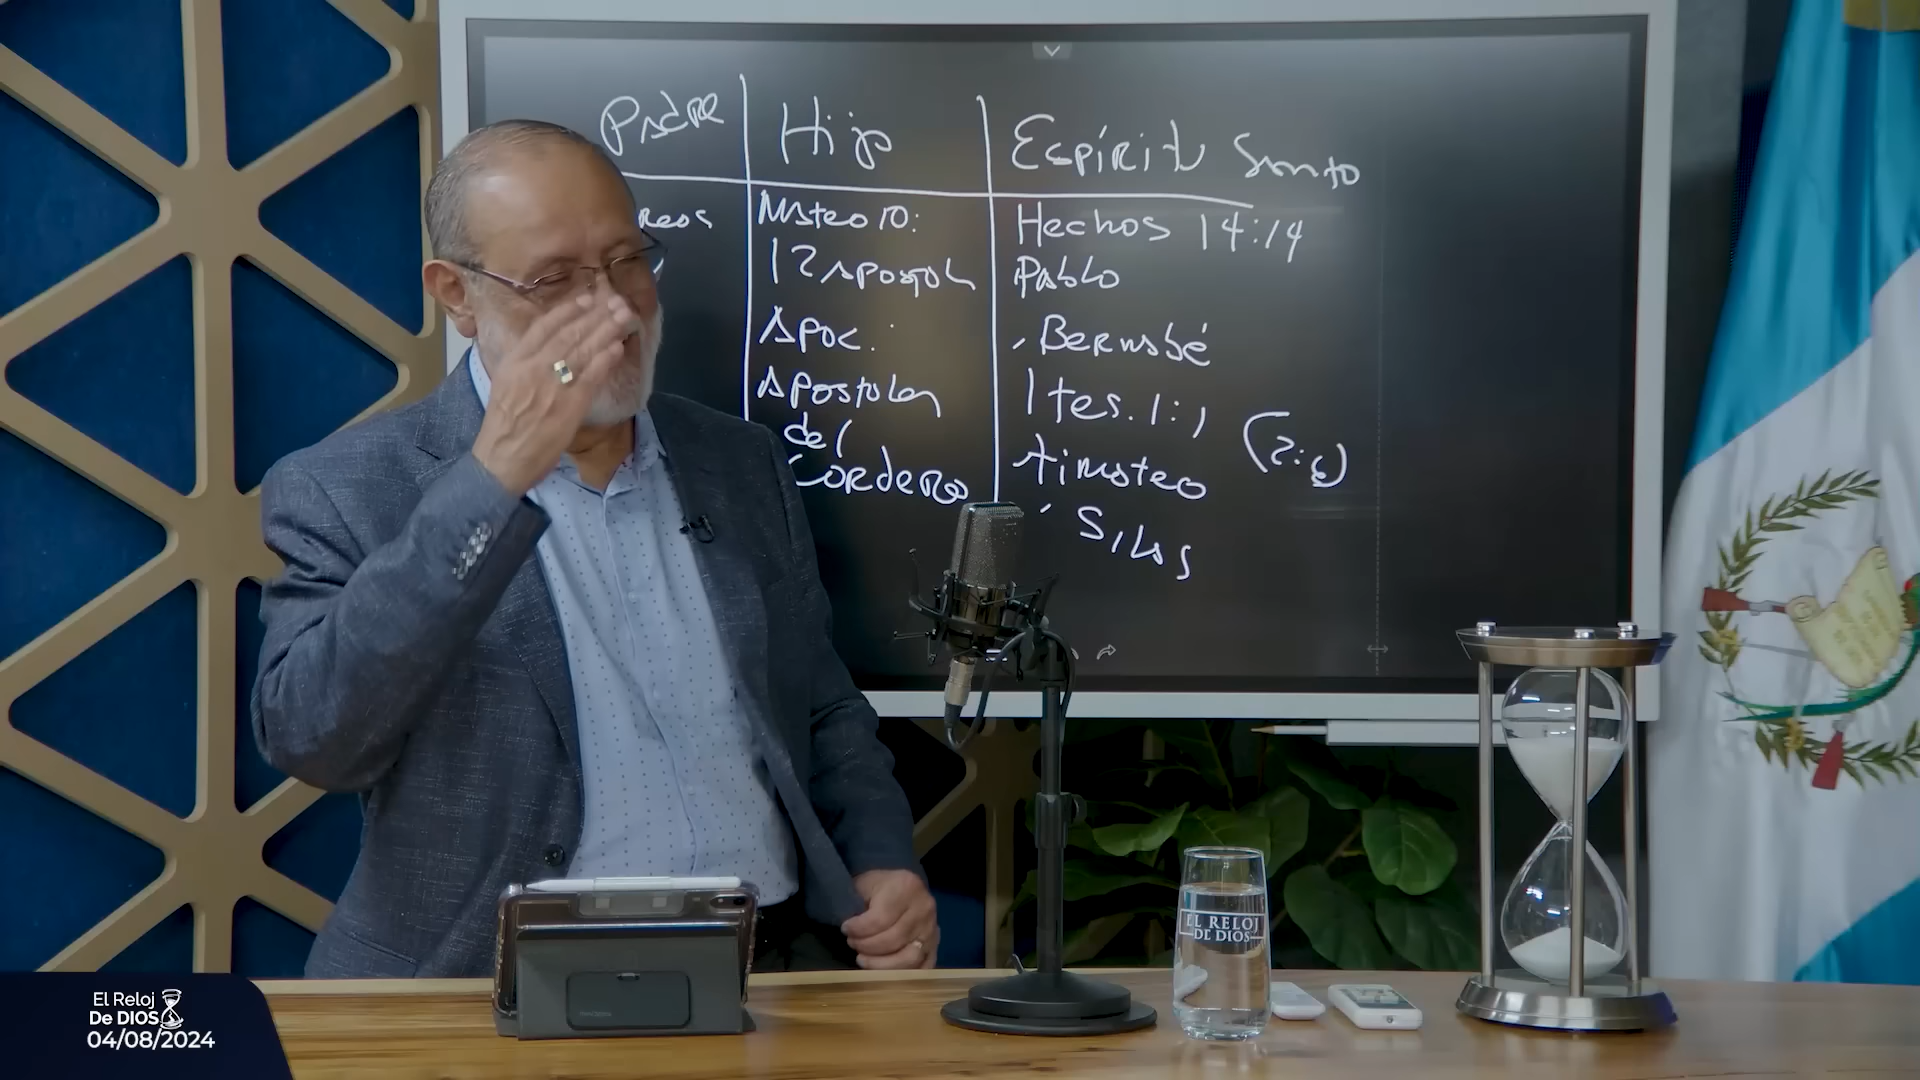 Padre
Hijo
Espíritu Santo
Mateo 10:
12 Apostol
Apoc:
Apostoles
del
Cordero
Hechos 14:14
Pablo
Bernabé
1 tes. 1:1 (2:6)
timoteo
Silas
EL RELOJ
DE DIOS
El Reloj
De DIOS
04/08/2024